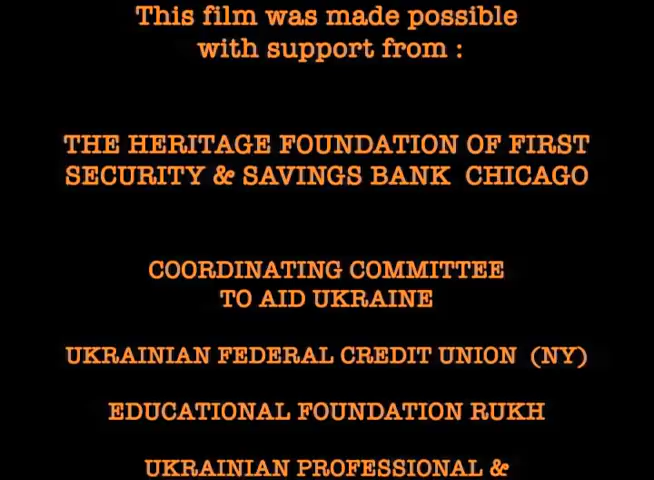 This film was made possible
with support from :
THE HERITAGE FOUNDATION OF FIRST
SECURITY & SAVINGS BANK CHICAGO
COORDINATING COMMITTEE
TO AID UKRAINE
UKRAINIAN FEDERAL CREDIT UNION (NY)
EDUCATIONAL FOUNDATION RUKH
UKRAINIAN PROFESSIONAL &